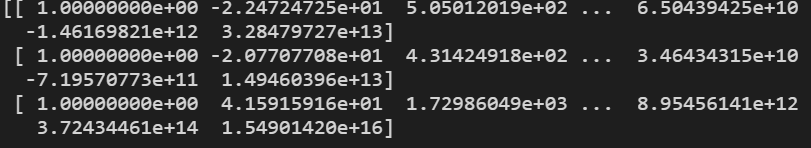 [[ 1.00000000e+00 -2.24724725e+01  5.05012019e+02 ...  6.50439425e+10
  -1.46169821e+12  3.28479727e+13]
 [ 1.00000000e+00 -2.07707708e+01  4.31424918e+02 ...  3.46434315e+10
  -7.19570773e+11  1.49460396e+13]
 [ 1.00000000e+00  4.15915916e+01  1.72986049e+03 ...  8.95456141e+12
   3.72434461e+14  1.54901420e+16]